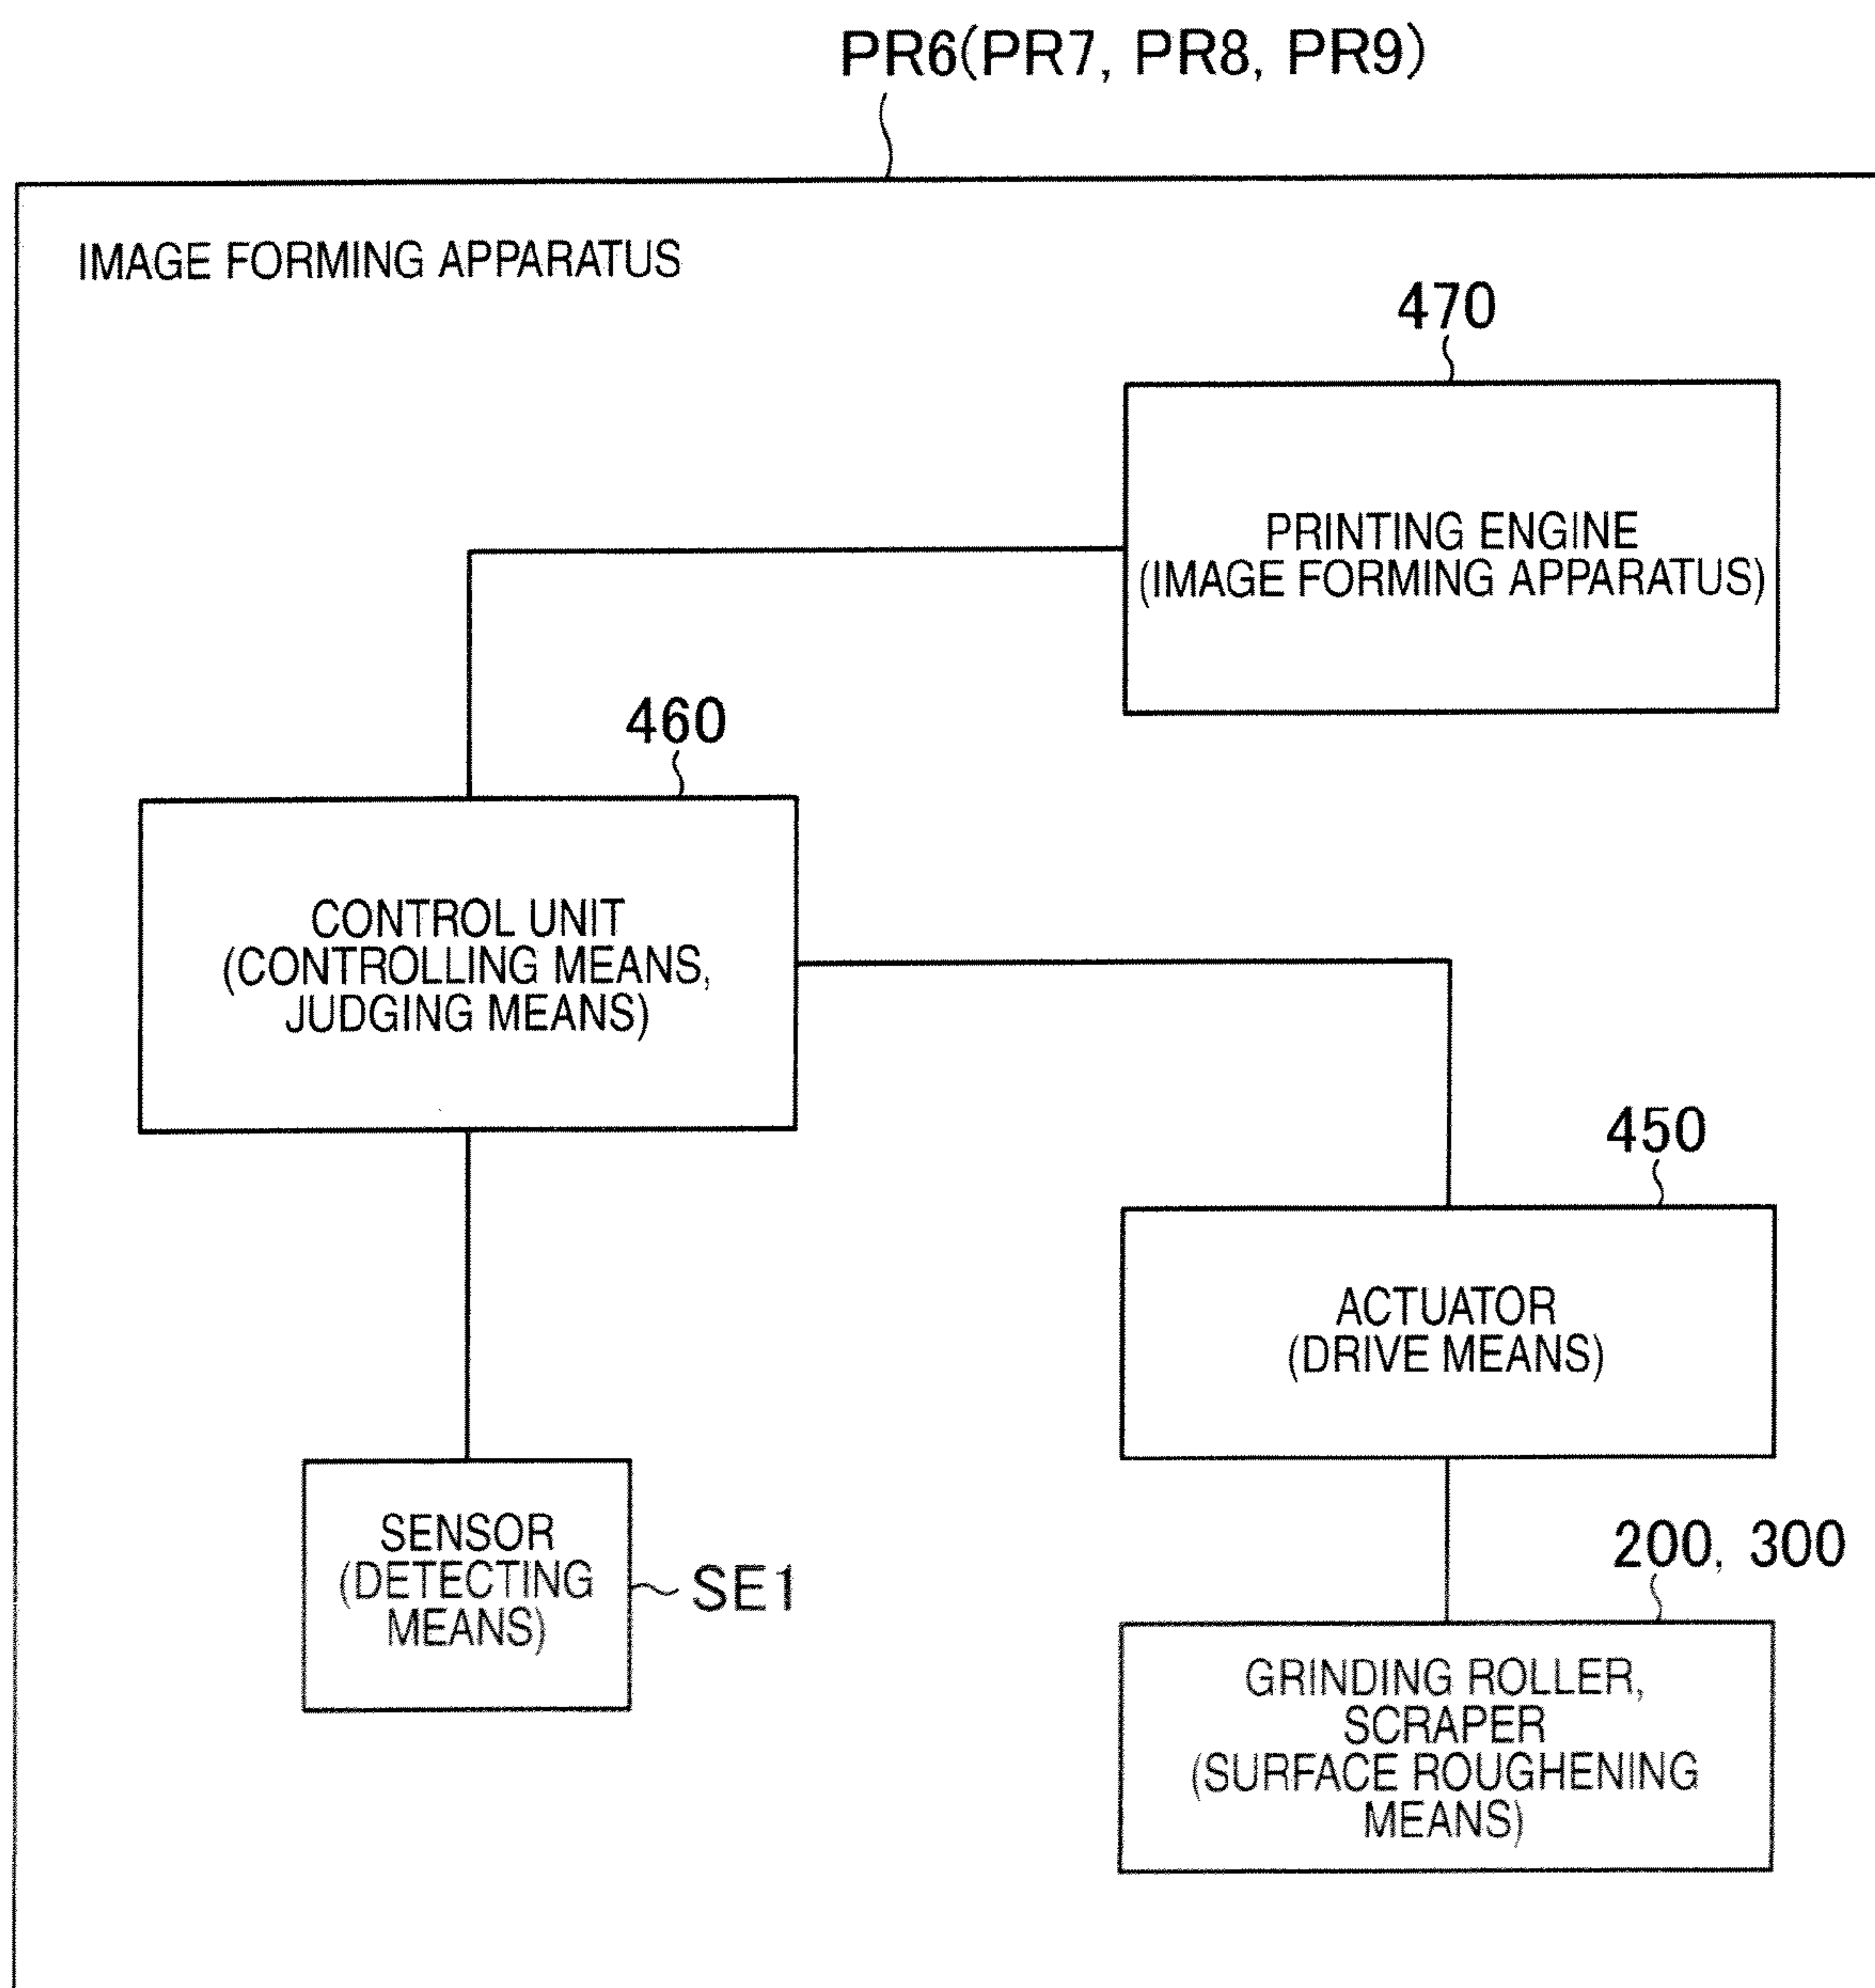 PR6(PR7, PR8, PR9)
IMAGE FORMING APPARATUS
470
PRINTING ENGINE
(IMAGE FORMING APPARATUS)
460
CONTROL UNIT
(CONTROLLING MEANS,
JUDGING MEANS)
450
ACTUATOR
(DRIVE MEANS)
SENSOR
(DETECTING
MEANS)
SE1
200, 300
GRINDING ROLLER,
SCRAPER
(SURFACE ROUGHENING
MEANS)